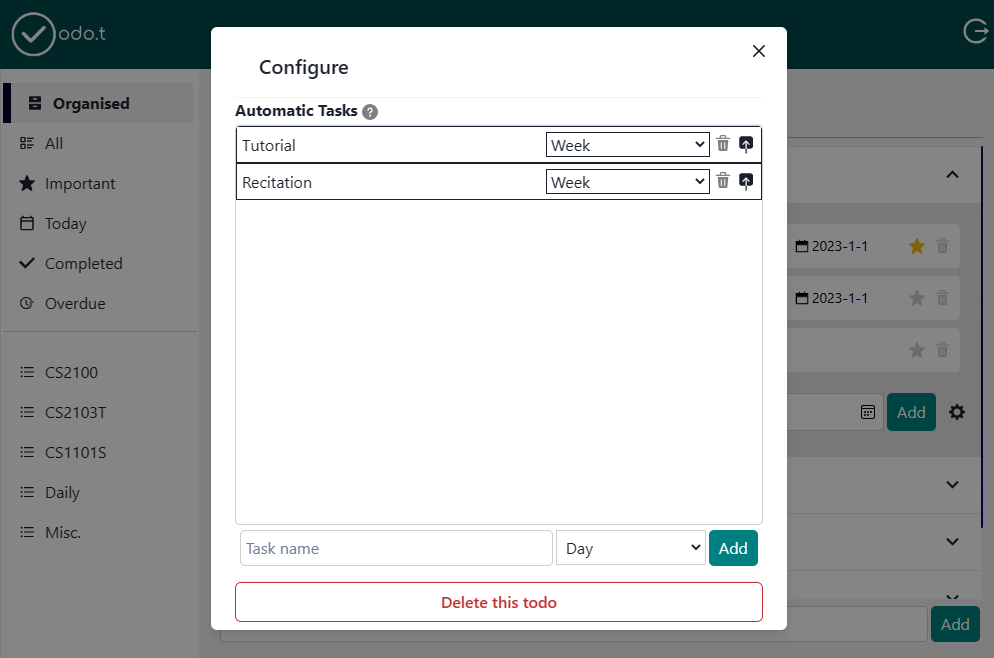 odo.t
Configure
Automatic Tasks ?
Tutorial Week
Recitation Week
Task name Day Add
Delete this todo
Organised
All
Important
Today
Completed
Overdue
CS2100
CS2103T
CS1101S
Daily
Misc.
2023-1-1
2023-1-1
Add
Add